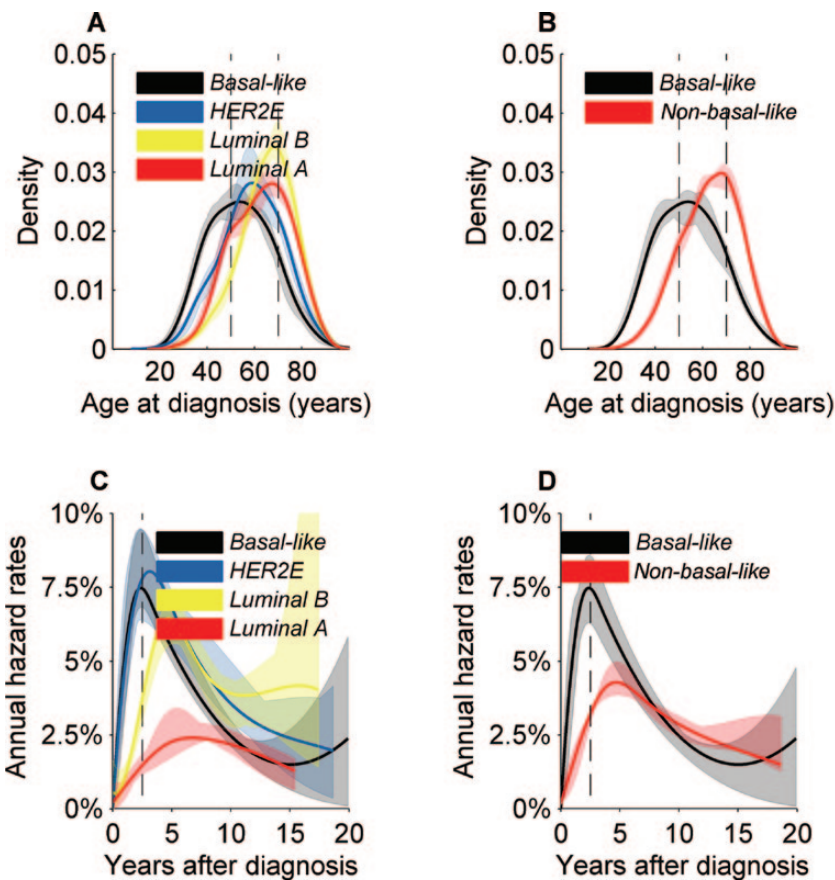 A
Density
0.05
0.04
0.03
0.02
0.01
0
Basal-like
HER2E
Luminal B
Luminal A
20 40 60 80
Age at diagnosis (years)
B
Density
0.05
0.04
0.03
0.02
0.01
0
Basal-like
Non-basal-like
20 40 60 80
Age at diagnosis (years)
C
Annual hazard rates
10%
7.5%
5%
2.5%
0%
Basal-like
HER2E
Luminal B
Luminal A
0 5 10 15 20
Years after diagnosis
D
Annual hazard rates
10%
7.5%
5%
2.5%
0%
Basal-like
Non-basal-like
0 5 10 15 20
Years after diagnosis